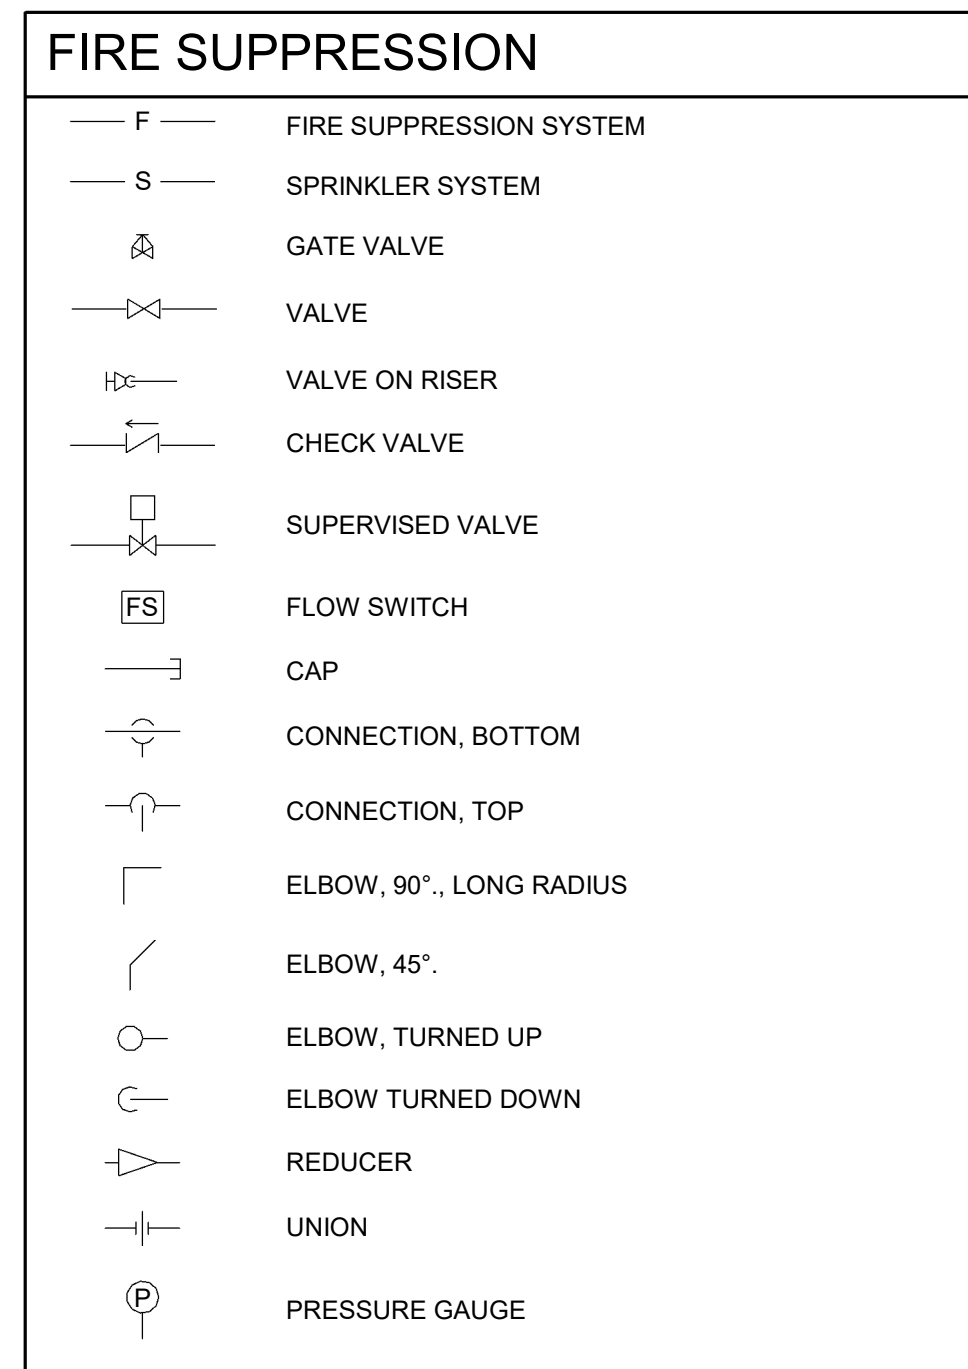 FIRE SUPPRESSION
F FIRE SUPPRESSION SYSTEM
S SPRINKLER SYSTEM
GATE VALVE
VALVE
VALVE ON RISER
CHECK VALVE
SUPERVISED VALVE
FS FLOW SWITCH
CAP
CONNECTION, BOTTOM
CONNECTION, TOP
ELBOW, 90°., LONG RADIUS
ELBOW, 45°.
ELBOW, TURNED UP
ELBOW TURNED DOWN
REDUCER
UNION
P PRESSURE GAUGE